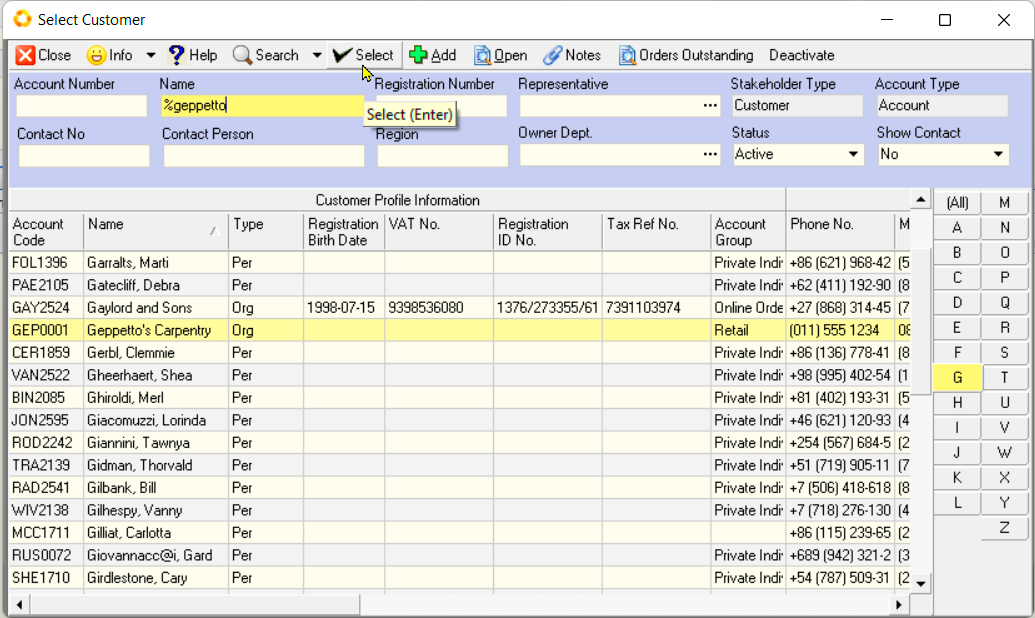 Select Customer
Close Info Help Search Select Add Open Notes Orders Outstanding Deactivate
Account Number Name Registration Number Representative Stakeholder Type Account Type
%geppetto ... Customer Account
Select (Enter)
Contact No Contact Person Region Owner Dept. Status Show Contact
... Active No
Customer Profile Information
Account Code Name Type Registration Birth Date VAT No. Registration ID No. Tax Ref No. Account Group Phone No. M
FOL1396 Garralts, Marti Per Private Indi +86 (621) 968-42 (5
PAE2105 Gatecliff, Debra Per Private Indi +62 (411) 192-90 (8
GAY2524 Gaylord and Sons Org 1998-07-15 9398536080 1376/273355/61 7391103974 Online Orde +27 (868) 314-45 (7
GEP0001 Geppetto's Carpentry Org Retail (011) 555 1234 08
CER1859 Gerbl, Clemmie Per Private Indi +86 (136) 778-41 (8
VAN2522 Gheerhaert, Shea Per Private Indi +98 (995) 402-54 (1
BIN2085 Ghiroldi, Merl Per Private Indi +81 (402) 193-31 (5
JON2595 Giacomuzzi, Lorinda Per Private Indi +46 (621) 120-93 (4
ROD2242 Giannini, Tawnya Per Private Indi +254 (567) 684-5 (2
TRA2139 Gidman, Thorvald Per Private Indi +51 (719) 905-11 (7
RAD2541 Gilbank, Bill Per Private Indi +7 (506) 418-618 (8
WIV2138 Gilhespy, Vanny Per Private Indi +7 (718) 276-130 (4
MCC1711 Gilliat, Carlotta Per +86 (115) 239-65 (2
RUS0072 Giovannacc@i, Gard Per Private Indi +689 (942) 321-2 (3
SHE1710 Girdlestone, Cary Per Private Indi +54 (787) 509-31 (2
(All) M
A N
B O
C P
D Q
E R
F S
G T
H U
I V
J W
K X
L Y
Z